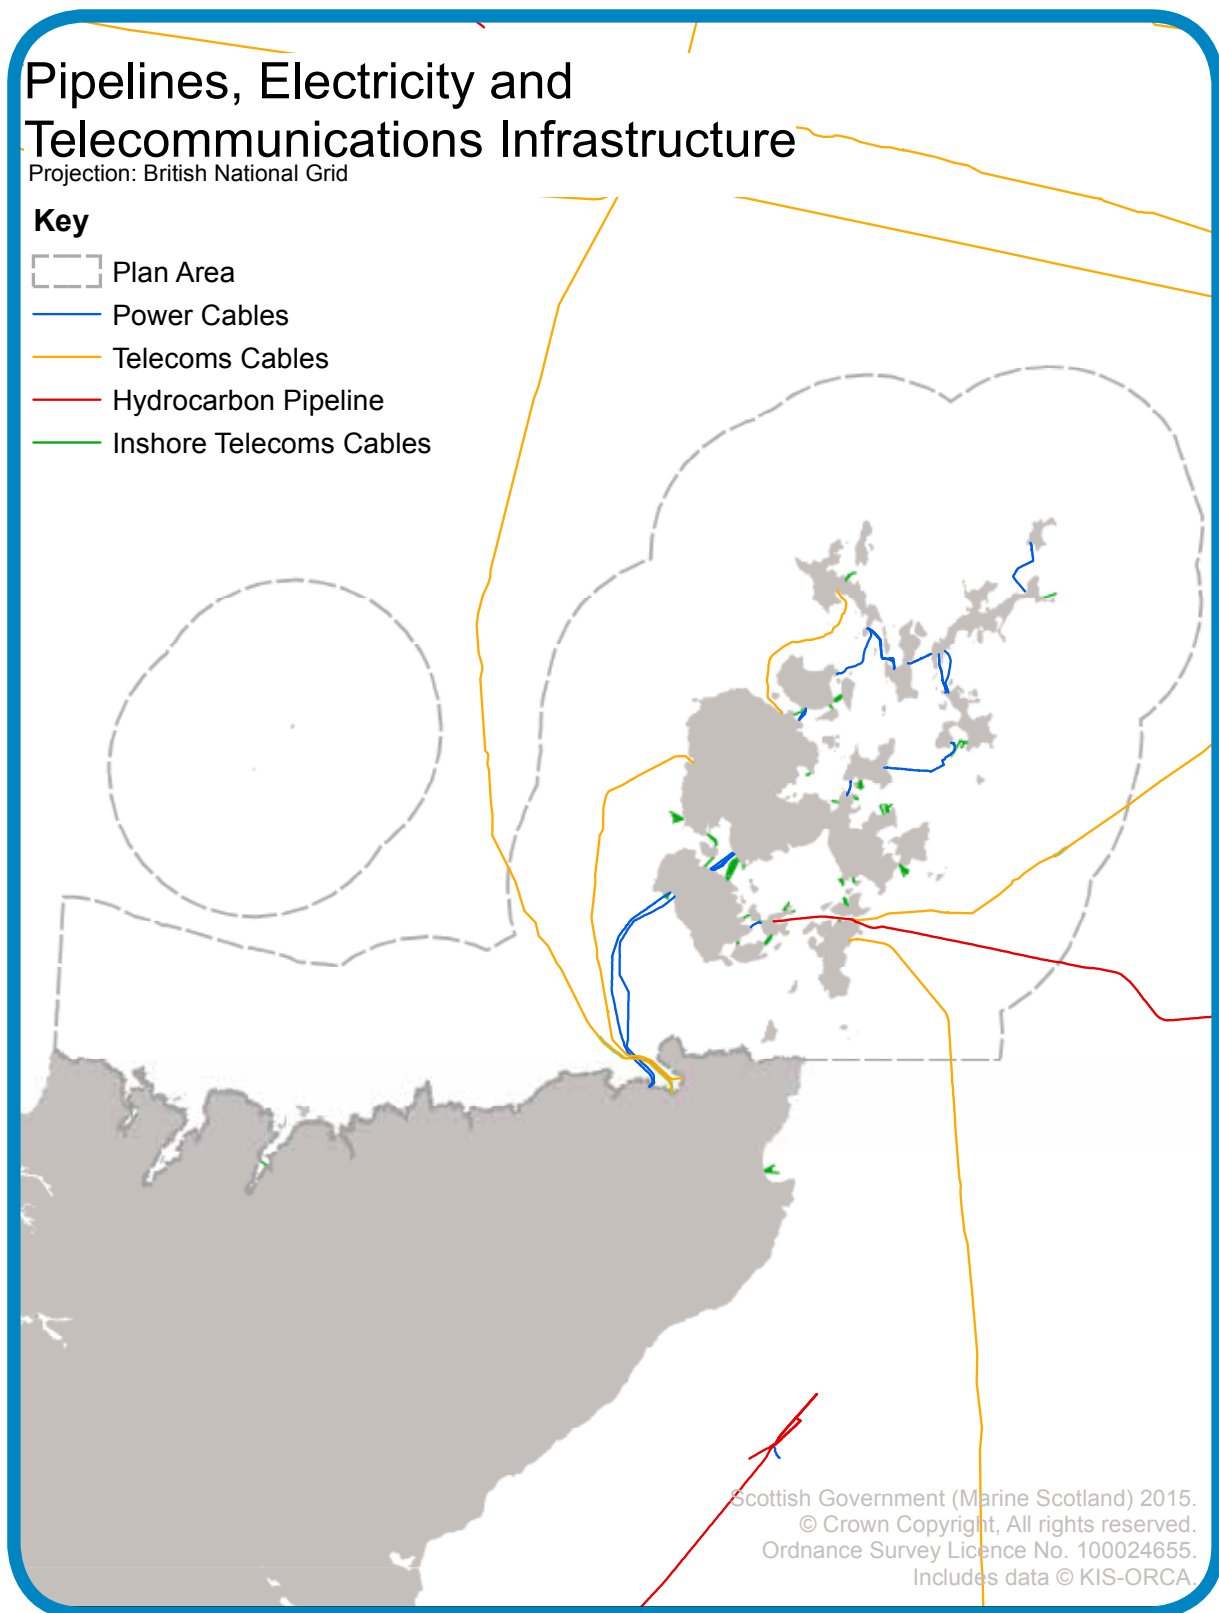 Pipelines, Electricity and
Telecommunications Infrastructure
Projection: British National Grid
Key
Plan Area
Power Cables
Telecoms Cables
Hydrocarbon Pipeline
Inshore Telecoms Cables
Scottish Government (Marine Scotland) 2015.
© Crown Copyright, All rights reserved.
Ordnance Survey Licence No. 100024655.
Includes data © KIS-ORCA.